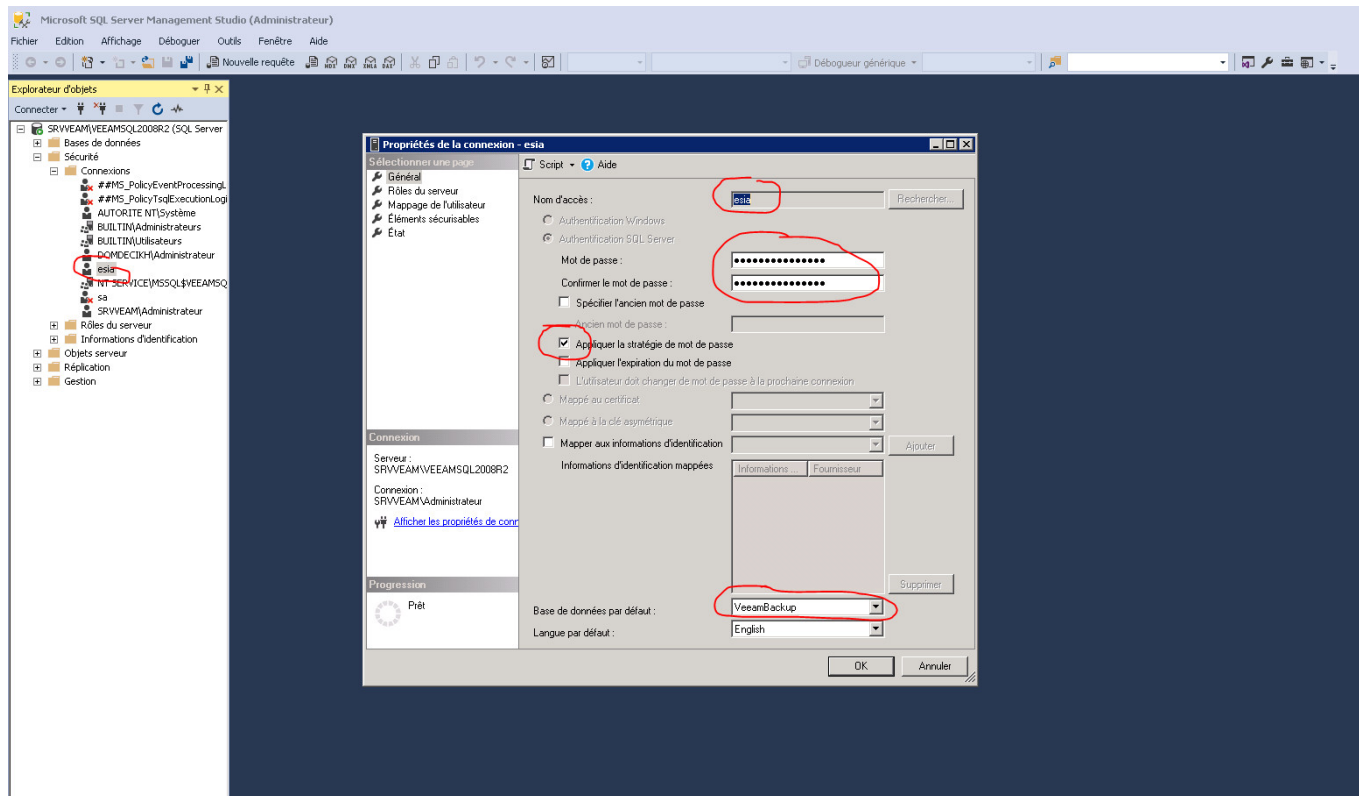 Microsoft SQL Server Management Studio (Administrateur)
Fichier Edition Affichage Déboguer Outils Fenêtre Aide
Nouvelle requête MDX DMX XMLA DAX Débogueur générique
Explorateur d'objets
Connecter
SRVVEAM\VEEAMSQL2008R2 (SQL Server
Bases de données
Sécurité
Connexions
##MS_PolicyEventProcessingL
##MS_PolicyTsqlExecutionLogi
AUTORITE NT\Système
BUILTIN\Administrateurs
BUILTIN\Utilisateurs
DOMDECIKH\Administrateur
esia
NT SERVICE\MSSQL$VEEAMSQ
sa
SRVVEAM\Administrateur
Rôles du serveur
Informations d'identification
Objets serveur
Réplication
Gestion
Propriétés de la connexion - esia
Sélectionner une page
Général
Rôles du serveur
Mappage de l'utilisateur
Éléments sécurisables
État
Connexion
Serveur :
SRVVEAM\VEEAMSQL2008R2
Connexion :
SRVVEAM\Administrateur
Afficher les propriétés de conn
Progression
Prêt
Script Aide
Nom d'accès : esia Rechercher...
Authentification Windows
Authentification SQL Server
Mot de passe : ●●●●●●●●●●●●●●●
Confirmer le mot de passe : ●●●●●●●●●●●●●●●
Spécifier l'ancien mot de passe
Ancien mot de passe :
Appliquer la stratégie de mot de passe
Appliquer l'expiration du mot de passe
L'utilisateur doit changer de mot de passe à la prochaine connexion
Mappé au certificat
Mappé à la clé asymétrique
Mapper aux informations d'identification Ajouter
Informations d'identification mappées Informations ... Fournisseur
Supprimer
Base de données par défaut : VeeamBackup
Langue par défaut : English
OK Annuler